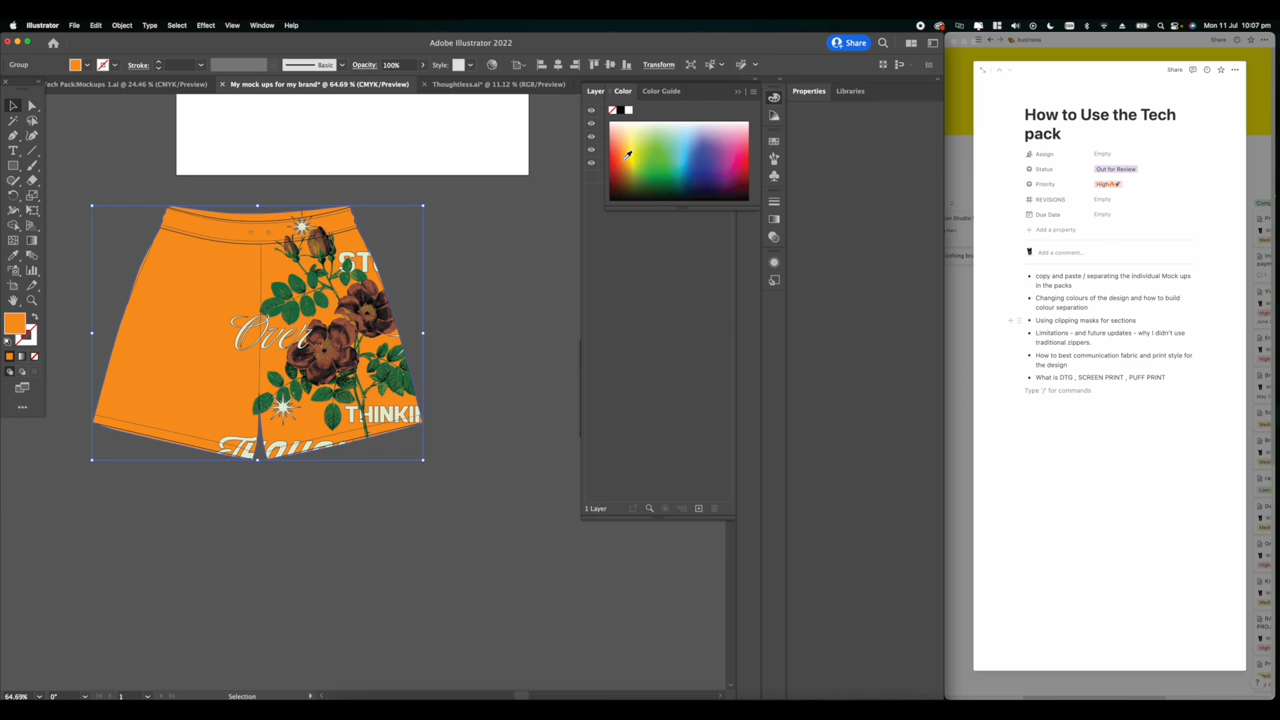 Illustrator File Edit Object Type Select Effect View Window Help
Mon 11 Jul 10:07 pm
Adobe Illustrator 2022
Share
Group
Stroke:
Basic
Opacity: 100%
Style:
Transform
Tech Pack:Mockups 1.ai @ 24.46 % (CMYK/Preview)
My mock ups for my brand* @ 64.69 % (CMYK/Preview)
Thoughtless.ai* @ 11.12 % (RGB/Preview)
Layer
Color
Color Guide
Properties
Libraries
Over
THINKIN
1 Layer
64.69%
0°
1
Selection
business
Share
Share
How to Use the Tech
pack
Assign Empty
Status Out for Review
Priority High
REVISIONS Empty
Due Date Empty
Add a property
Add a comment...
copy and paste / separating the individual Mock ups
in the packs
Changing colours of the design and how to build
colour separation
Using clipping masks for sections
Limitations - and future updates - why I didn't use
traditional zippers.
How to best communication fabric and print style for
the design
What is DTG , SCREEN PRINT , PUFF PRINT
Type '/' for commands